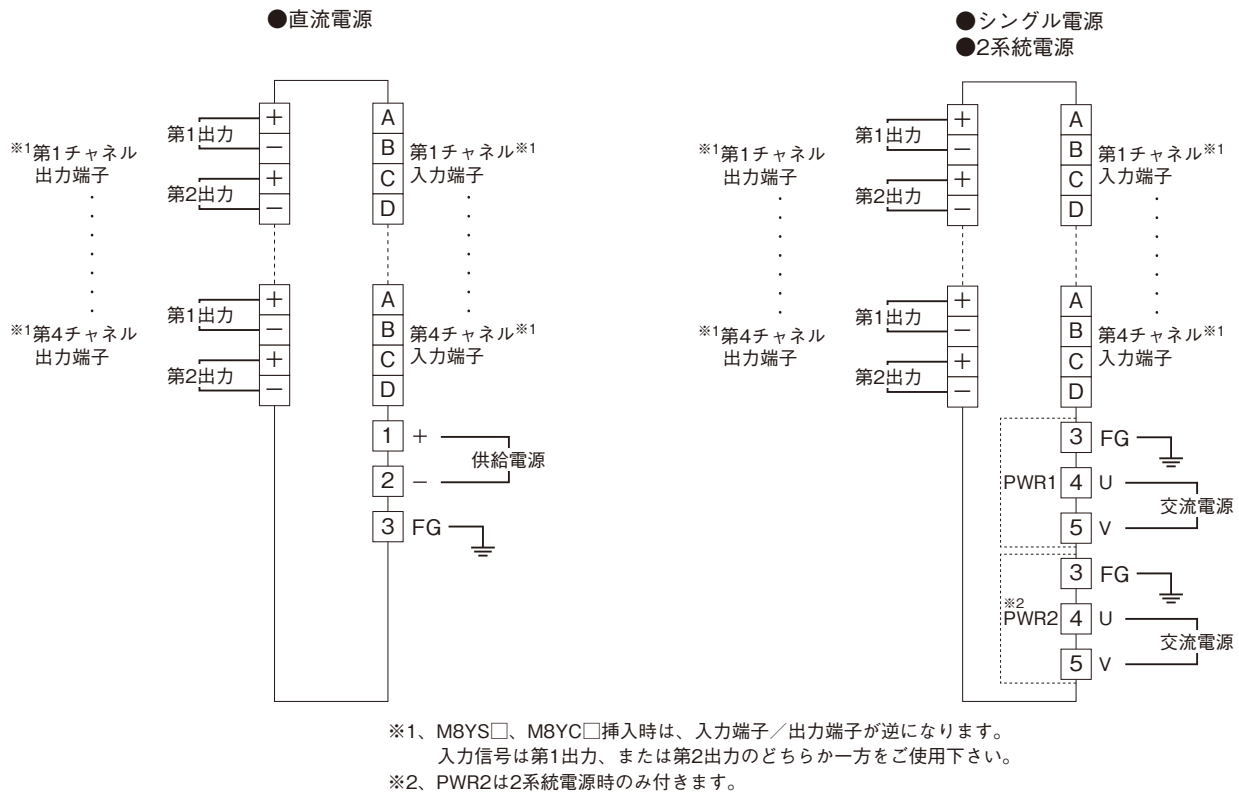 ●直流電源
第1出力
第2出力
※1第1チャネル
出力端子
+
−
+
−
A
B
C
D
第1チャネル※1
入力端子
第1出力
第2出力
※1第4チャネル
出力端子
+
−
+
−
A
B
C
D
第4チャネル※1
入力端子
1 +
2 −
供給電源
3 FG
●シングル電源
●2系統電源
第1出力
第2出力
※1第1チャネル
出力端子
+
−
+
−
A
B
C
D
第1チャネル※1
入力端子
第1出力
第2出力
※1第4チャネル
出力端子
+
−
+
−
A
B
C
D
第4チャネル※1
入力端子
PWR1
3 FG
4 U
5 V
交流電源
※2
PWR2
3 FG
4 U
5 V
交流電源
※1、M8YS□、M8YC□挿入時は、入力端子／出力端子が逆になります。
入力信号は第1出力、または第2出力のどちらか一方をご使用下さい。
※2、PWR2は2系統電源時のみ付きます。